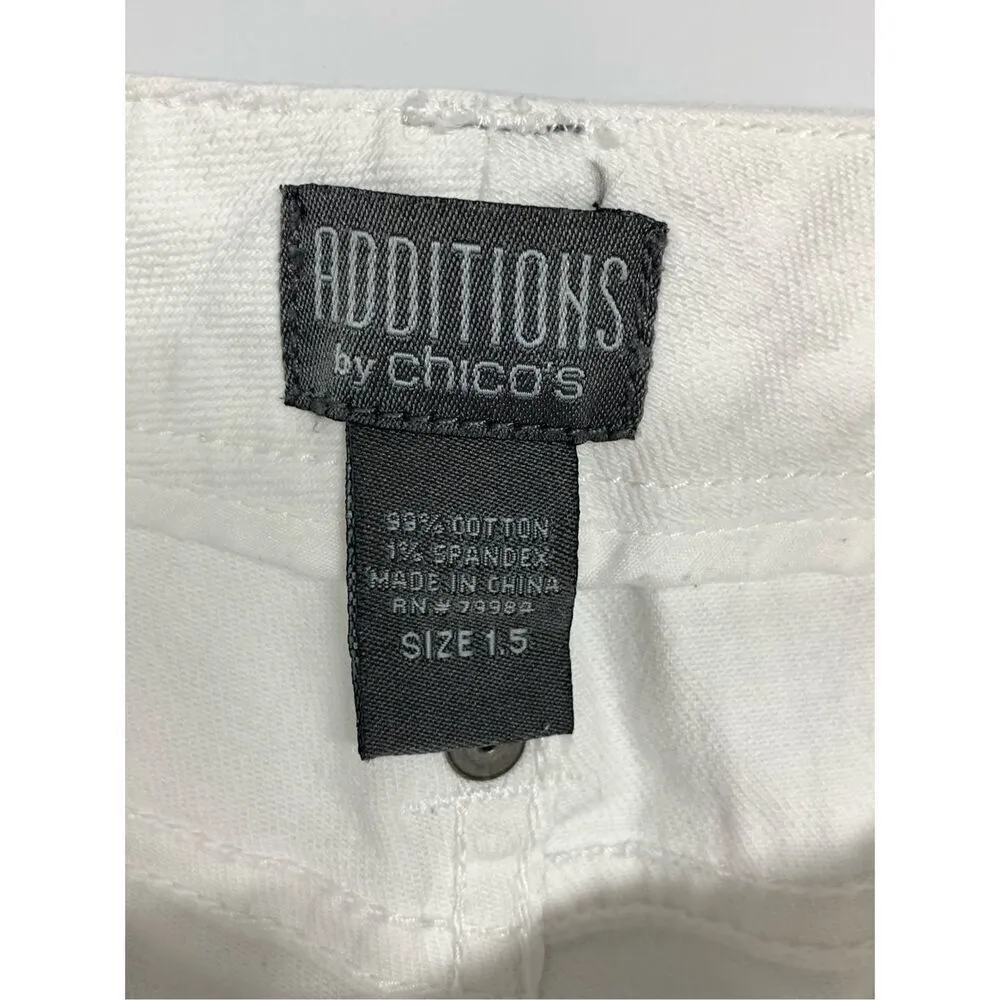 ADDITIONS
by chico's
99% COTTON
1% SPANDEX
MADE IN CHINA
RN# 79984
SIZE 1.5